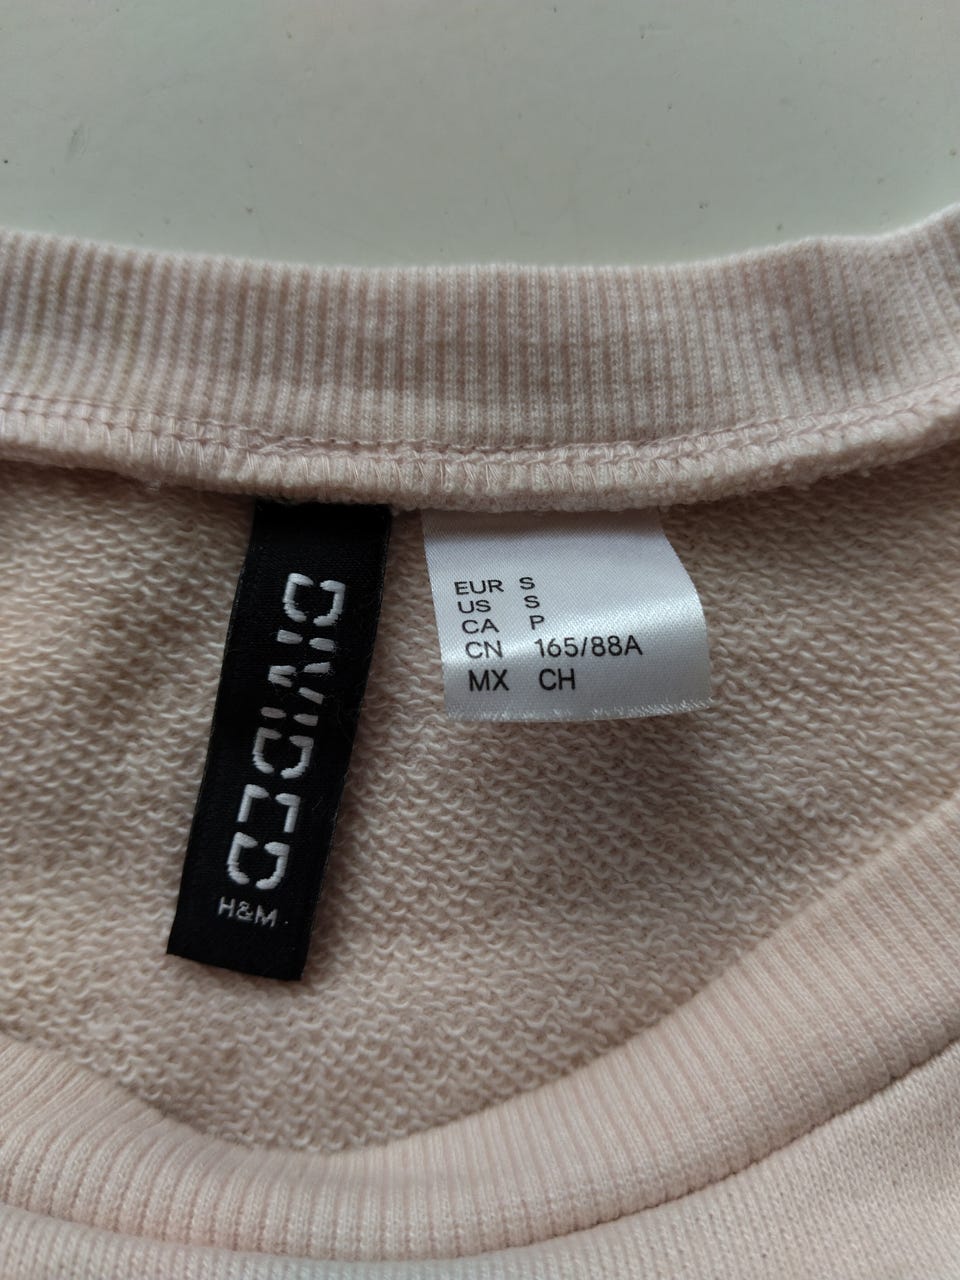 DIVIDED
H&M
EUR S
US S
CA P
CN 165/88A
MX CH